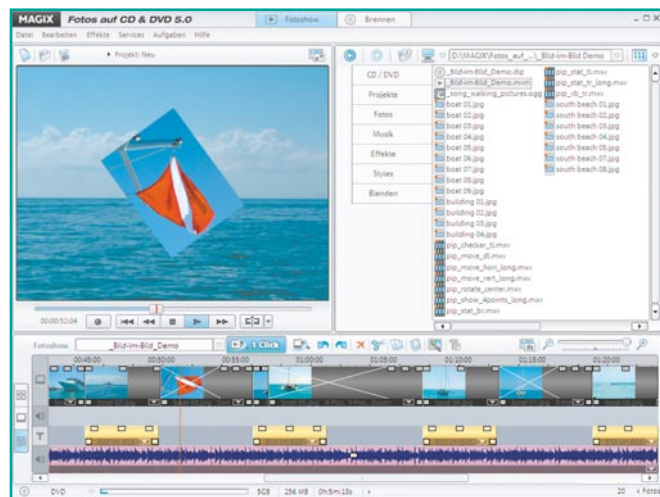 MAGIX Fotos auf CD & DVD 5.0
Fotoshow
Brennen
Datei Bearbeiten Effekte Services Aufgaben Hilfe
Projekt: Neu
D:\MAGIX\Fotos_auf_...\_Bild-im-Bild Demo
CD / DVD
Projekte
Fotos
Musik
Effekte
Styles
Blenden
_Bild-im-Bild_Demo.dip
_Bild-im-Bild_Demo.mvm
_song_walking_pictures.ogg
boat 01.jpg
boat 02.jpg
boat 03.jpg
boat 04.jpg
boat 05.jpg
boat 06.jpg
boat 07.jpg
boat 08.jpg
boat 09.jpg
building 01.jpg
building 02.jpg
building 03.jpg
building 04.jpg
pip_checker_tl.mxv
pip_move_dl.mxv
pip_move_hori_long.mxv
pip_move_vert_long.mxv
pip_rotate_center.mxv
pip_show_4points_long.mxv
pip_stat_br.mxv
pip_stat_tl.mxv
pip_stat_tr_long.mxv
pip_vb_tr.mxv
south beach 01.jpg
south beach 02.jpg
south beach 03.jpg
south beach 04.jpg
south beach 05.jpg
south beach 06.jpg
south beach 07.jpg
south beach 08.jpg
00:00:52:04
Fotoshow
_Bild-im-Bild_Demo
1 Click
00:45:00 00:50:00 00:55:00 01:00:00 01:05:00 01:10:00 01:15:00 01:20:00
T
DVD
5GB
256 MB
0h:5m:18s
20
Fotos